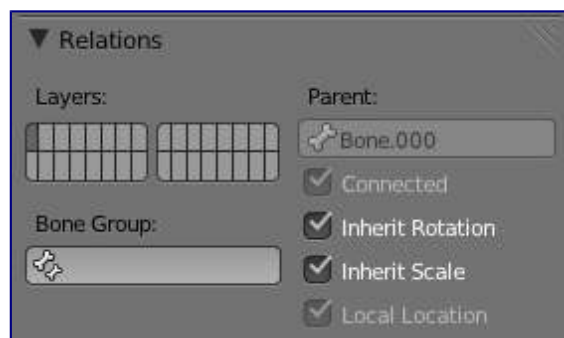 Relations
Layers:
Parent:
Bone.000
Connected
Bone Group:
Inherit Rotation
Inherit Scale
Local Location